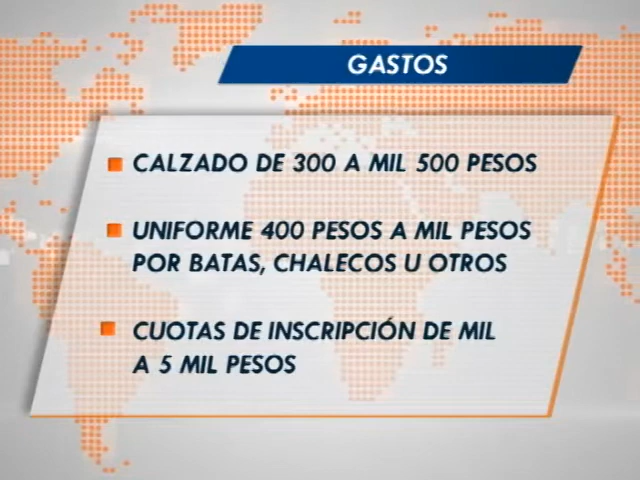 GASTOS
CALZADO DE 300 A MIL 500 PESOS
UNIFORME 400 PESOS A MIL PESOS
POR BATAS, CHALECOS U OTROS
CUOTAS DE INSCRIPCIÓN DE MIL
A 5 MIL PESOS